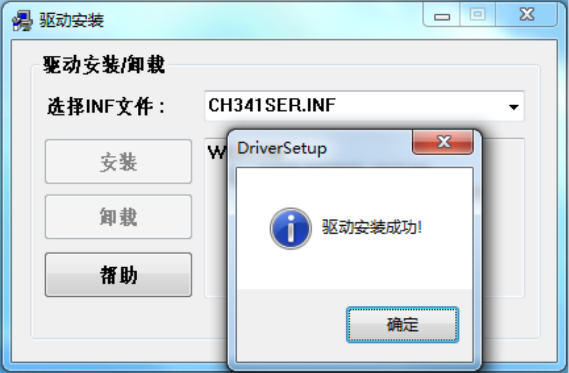 驱动安装
驱动安装/卸载
选择INF文件：
CH341SER.INF
安装
卸载
帮助
W
DriverSetup
驱动安装成功!
确定